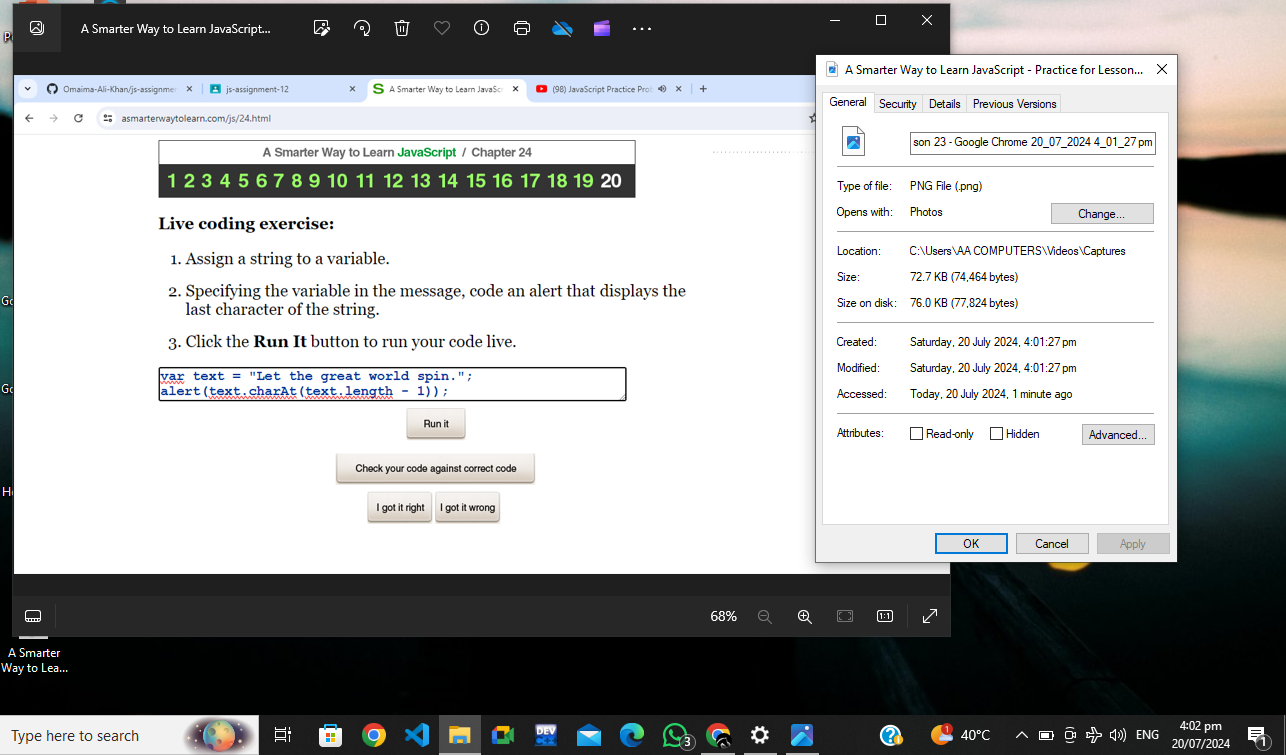 A Smarter Way to Learn JavaScript...
Omaima-Ali-Khan/js-assignmen
js-assignment-12
A Smarter Way to Learn JavaSc
(98) JavaScript Practice Prob
asmarterwaytolearn.com/js/24.html
A Smarter Way to Learn JavaScript / Chapter 24
1 2 3 4 5 6 7 8 9 10 11 12 13 14 15 16 17 18 19 20
Live coding exercise:
1. Assign a string to a variable.
2. Specifying the variable in the message, code an alert that displays the
last character of the string.
3. Click the Run It button to run your code live.
var text = "Let the great world spin.";
alert(text.charAt(text.length - 1));
Run it
Check your code against correct code
I got it right
I got it wrong
68%
1:1
A Smarter Way to Learn JavaScript - Practice for Lesson...
General
Security
Details
Previous Versions
son 23 - Google Chrome 20_07_2024 4_01_27 pm
Type of file: PNG File (.png)
Opens with: Photos
Change...
Location: C:\Users\AA COMPUTERS\Videos\Captures
Size: 72.7 KB (74,464 bytes)
Size on disk: 76.0 KB (77,824 bytes)
Created: Saturday, 20 July 2024, 4:01:27 pm
Modified: Saturday, 20 July 2024, 4:01:27 pm
Accessed: Today, 20 July 2024, 1 minute ago
Attributes: Read-only Hidden
Advanced...
OK
Cancel
Apply
Go
Go
A Smarter
Way to Lea...
Type here to search
DEV
3
1
40°C
ENG
4:02 pm
20/07/2024
1